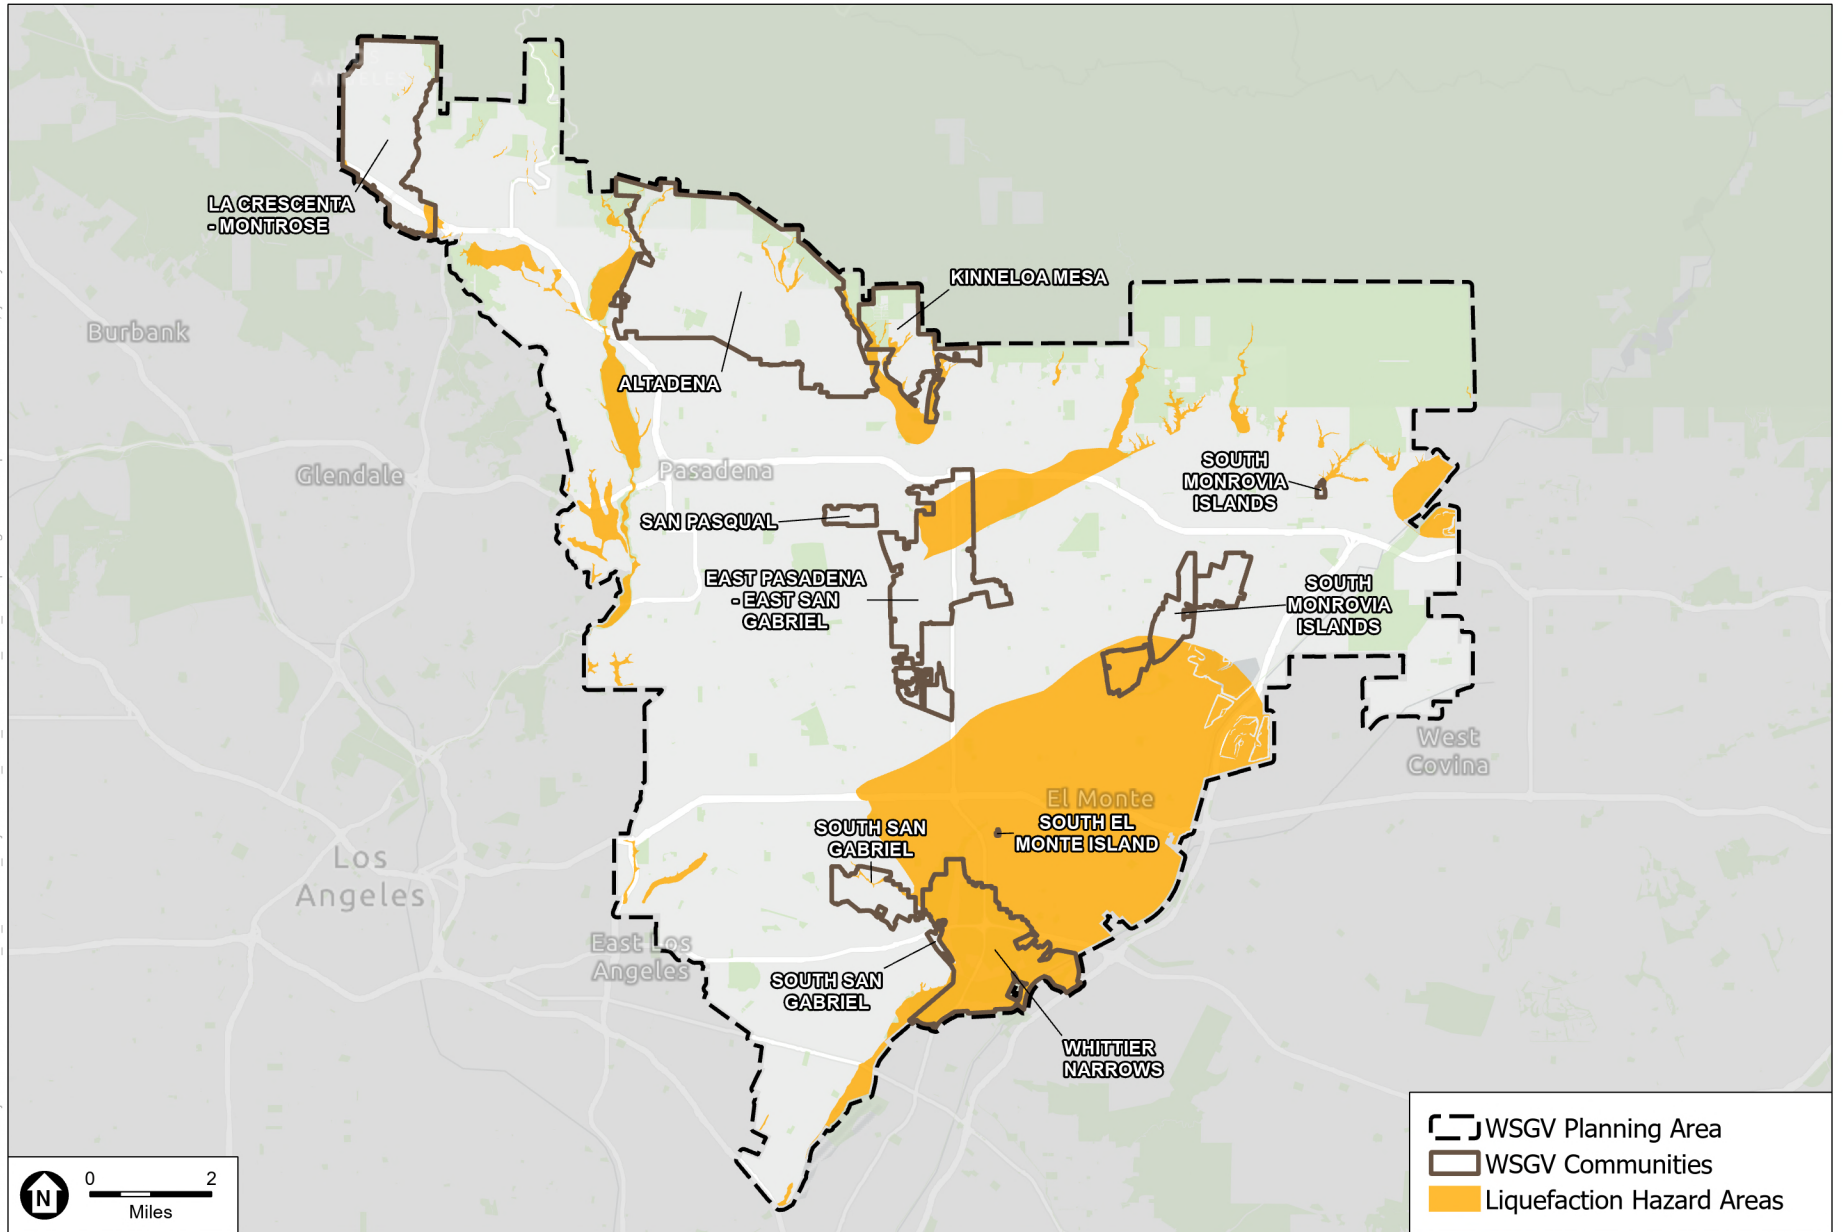 LOS
ANGELES
LA CRESCENTA
- MONTROSE
KINNELOA MESA
Burbank
ALTADENA
Glendale
Pasadena
SOUTH
MONROVIA
ISLANDS
SAN PASQUAL
EAST PASADENA
- EAST SAN
GABRIEL
SOUTH
MONROVIA
ISLANDS
West
Covina
El Monte
SOUTH EL
MONTE ISLAND
SOUTH SAN
GABRIEL
Los
Angeles
East Los
Angeles
SOUTH SAN
GABRIEL
WHITTIER
NARROWS
WSGV Planning Area
WSGV Communities
Liquefaction Hazard Areas
N
0 2
Miles